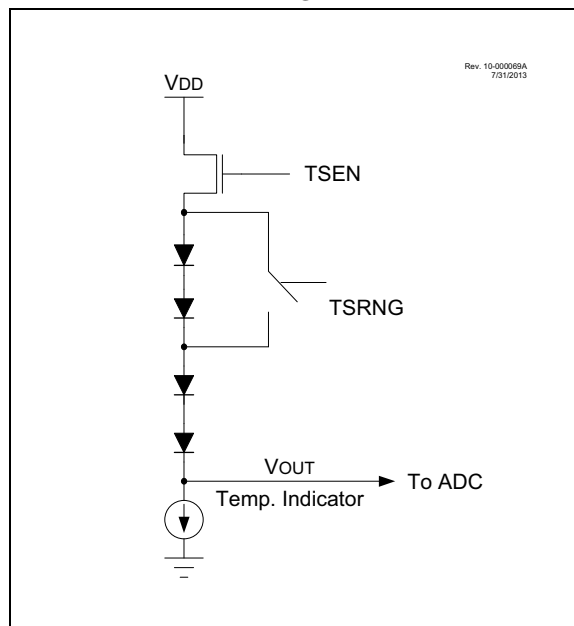 Rev. 10-000069A
7/31/2013
VDD
TSEN
TSRNG
VOUT
To ADC
Temp. Indicator